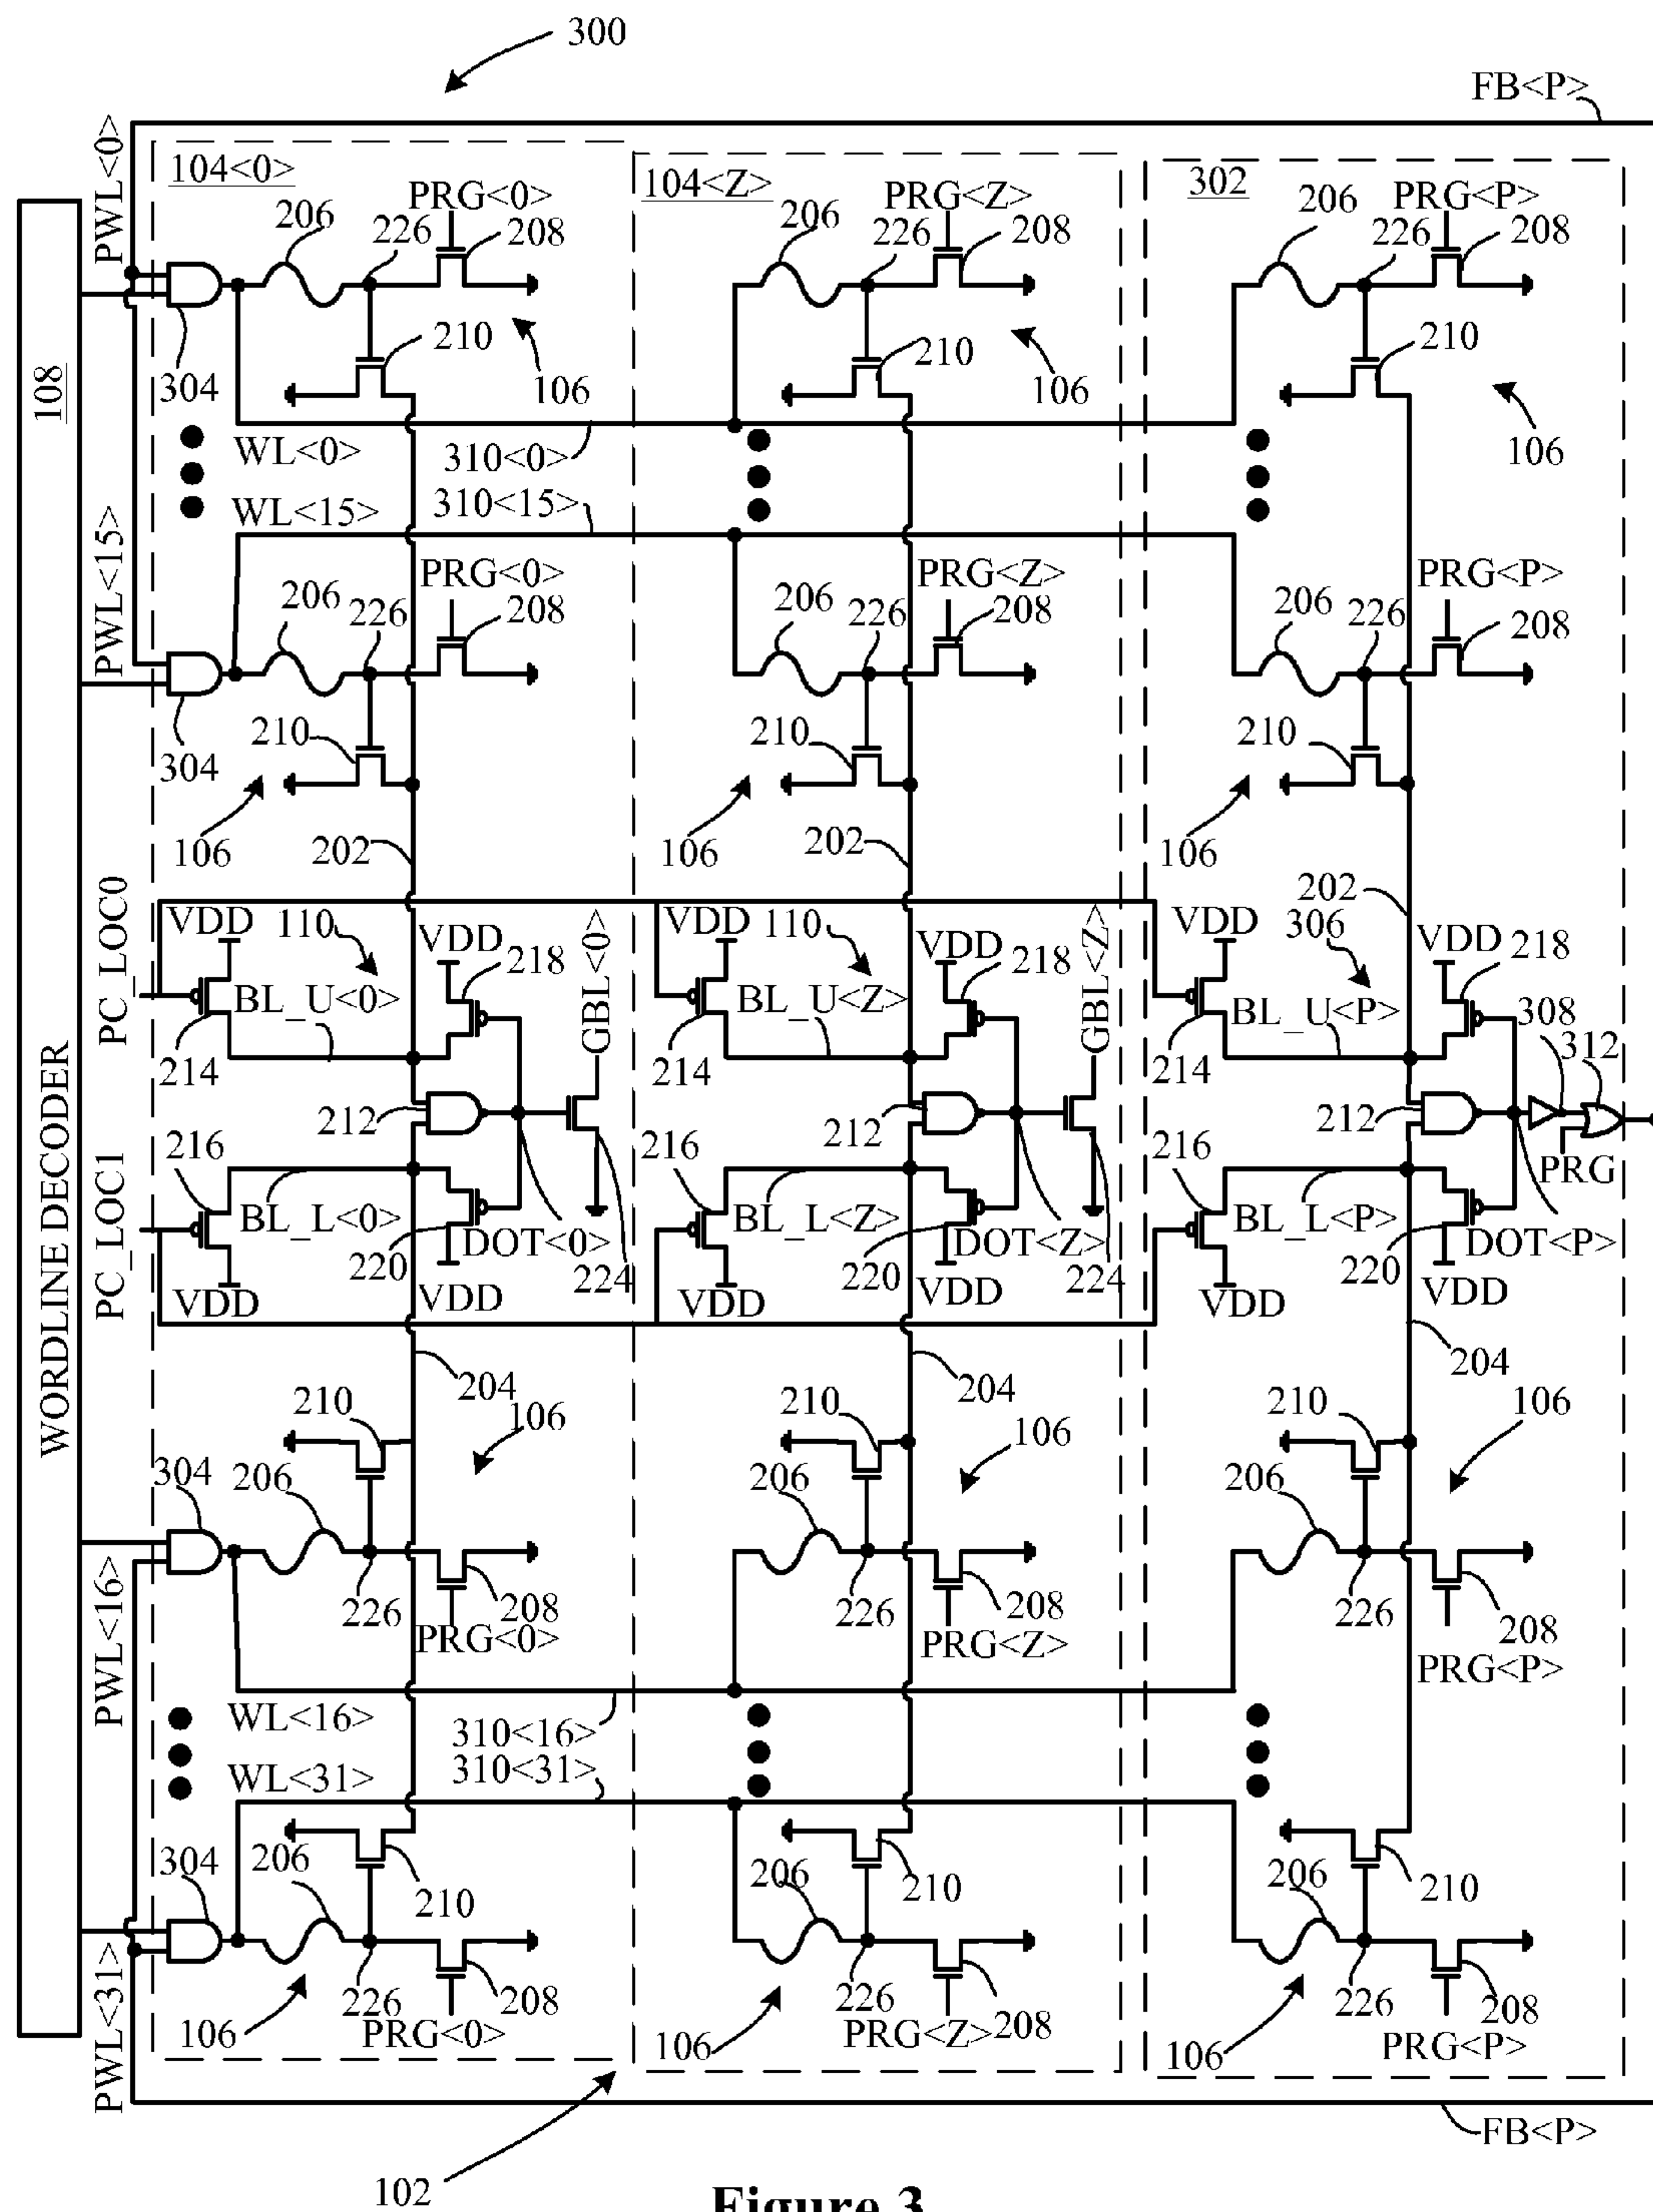 300
FB<P>
PWL<0>
104<0>
104<Z>
302
206
PRG<0>
226
208
206
PRG<Z>
226
208
206
PRG<P>
226
208
304
210
106
210
106
210
106
108
WORDLINE DECODER
WL<0>
310<0>
WL<15>
310<15>
PWL<15>
206
226
PRG<0>
208
206
226
PRG<Z>
208
206
226
PRG<P>
208
304
210
106
202
210
106
202
210
106
202
PC_LOC0
VDD
110
VDD
218
GBL<0>
VDD
110
VDD
218
GBL<Z>
VDD
306
VDD
218
BL_U<0>
BL_U<Z>
BL_U<P>
308
312
214
214
214
212
212
212
PRG
216
216
216
PC_LOC1
BL_L<0>
DOT<0>
BL_L<Z>
DOT<Z>
BL_L<P>
DOT<P>
220
224
220
224
220
VDD
VDD
VDD
VDD
VDD
VDD
204
204
204
210
106
210
106
210
106
304
206
206
206
PWL<16>
226
208
PRG<0>
226
208
PRG<Z>
226
208
PRG<P>
WL<16>
310<16>
WL<31>
310<31>
304
206
210
206
210
206
210
PWL<31>
106
226
208
PRG<0>
106
226
PRG<Z>
208
106
226
208
PRG<P>
FB<P>
102
Figure 3